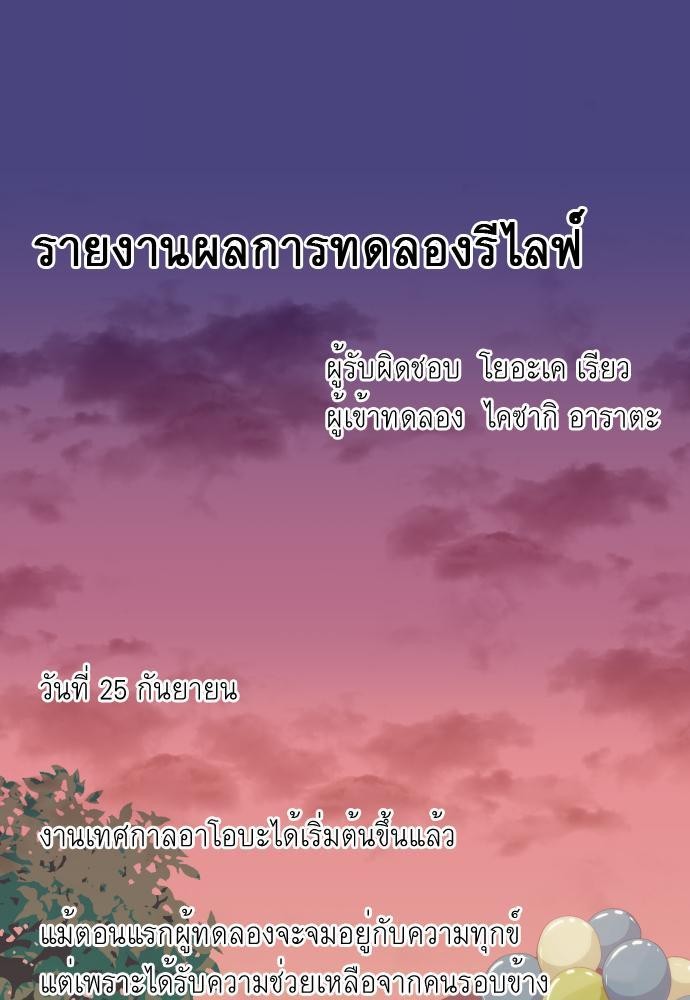 รายงานผลการทดลองรีไลฟ์
ผู้รับผิดชอบ โยอะเค เรียว
ผู้เข้าทดลอง ไคซากิ อาราตะ
วันที่ 25 กันยายน
งานเทศกาลอาโอบะได้เริ่มต้นขึ้นแล้ว
แม้ตอนแรกผู้ทดลองจะจมอยู่กับความทุกข์
แต่เพราะได้รับความช่วยเหลือจากคนรอบข้าง